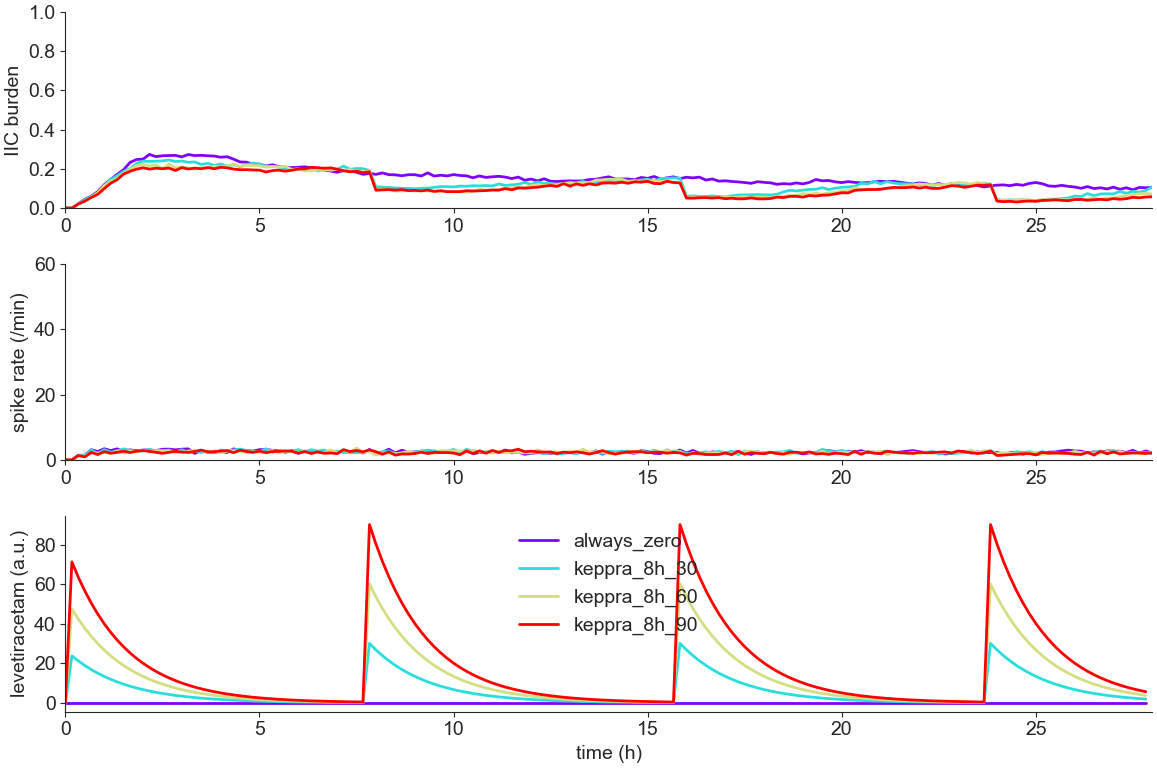 1.0
0.8
0.6
0.4
0.2
0.0
IIC burden
0 5 10 15 20 25
60
40
20
0
spike rate (/min)
0 5 10 15 20 25
80
60
40
20
0
levetiracetam (a.u.)
always_zero
keppra_8h_30
keppra_8h_60
keppra_8h_90
0 5 10 15 20 25
time (h)